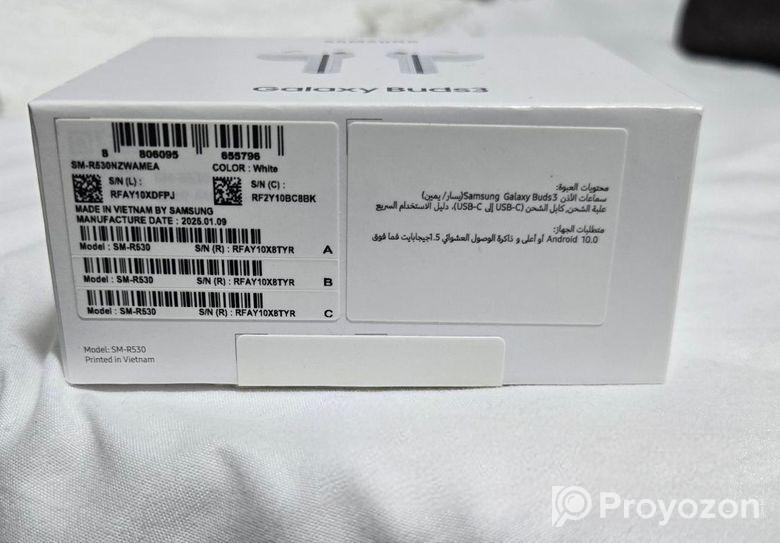 SAMSUNG
Galaxy Buds3
8 806095 655796
SM-R530NZWAMEA COLOR : White
S/N (L) :
RFAY10XDFPJ
S/N (C) :
RF2Y10BC8BK
MADE IN VIETNAM BY SAMSUNG
MANUFACTURE DATE : 2025.01.09
Model : SM-R530 S/N (R) : RFAY10X8TYR A
Model : SM-R530 S/N (R) : RFAY10X8TYR B
Model : SM-R530 S/N (R) : RFAY10X8TYR C
Model: SM-R530
Printed in Vietnam
محتويات العبوة:
سماعات الأذن Samsung Galaxy Buds3(يسار/ يمين)
علبة الشحن, كابل الشحن (USB-C إلى USB-C)، دليل الاستخدام السريع
متطلبات الجهاز:
Android 10.0 أو أعلى و ذاكرة الوصول العشوائي 1.5جيجابايت فما فوق
Proyozon